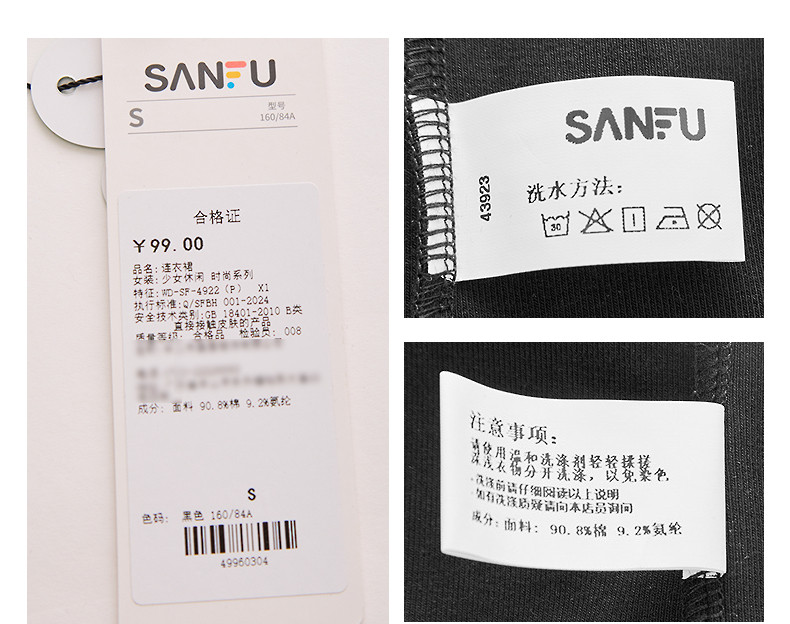 SANFU
S
型号
160/84A
合格证
￥99.00
品名:连衣裙
女装:少女休闲 时尚系列
特征:WD-SF-4922（P） X1
执行标准:Q/SFBH 001-2024
安全技术类别:GB 18401-2010 B类
直接接触皮肤的产品
质量等级: 合格品 检验员: 008
成分: 面料 90.8%棉 9.2%氨纶
S
色码: 黑色 160/84A
49960304
SANFU
43923
洗水方法:
30
注意事项:
请使用温和洗涤剂轻轻揉搓
深浅衣物分开洗涤，以免染色
·洗涤前请仔细阅读以上说明
·如有洗涤质疑请向本店员询问
成分: 面料: 90.8%棉 9.2%氨纶